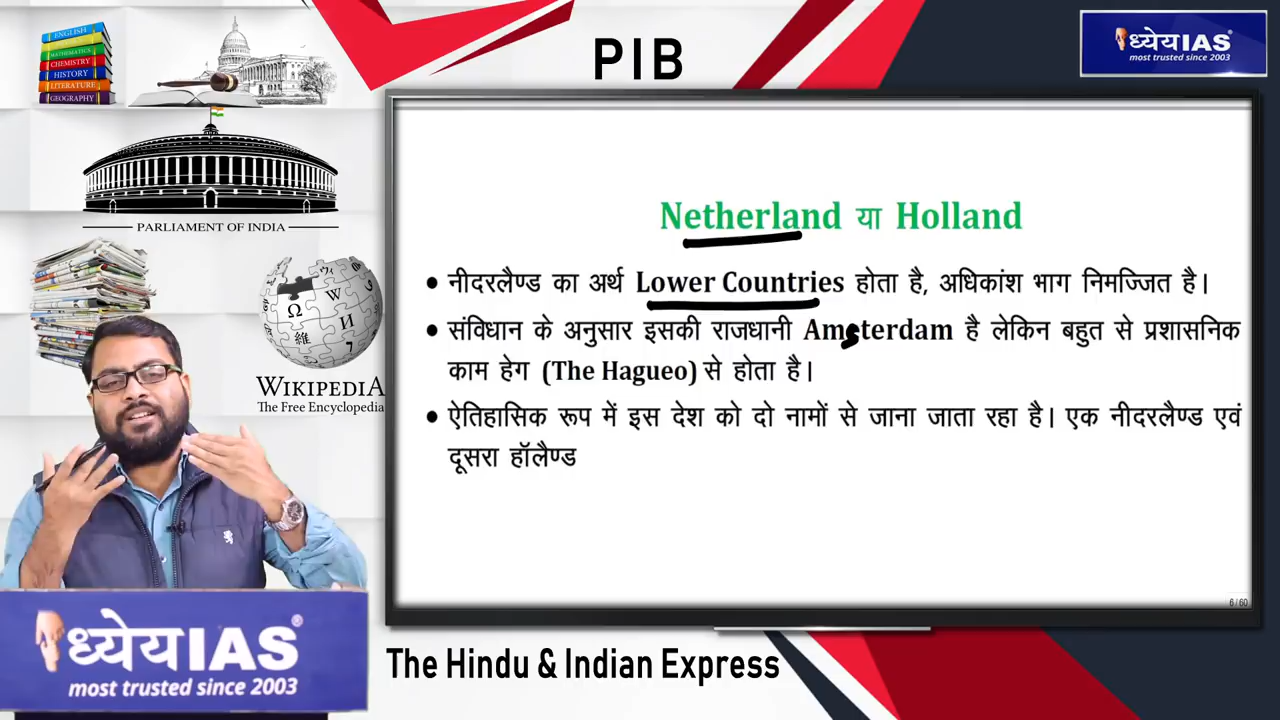 ENGLISH
MATHEMATICS
CHEMISTRY
HISTORY
LITERATURE
GEOGRAPHY
PIB
ध्येयIAS
most trusted since 2003
PARLIAMENT OF INDIA
Netherland या Holland
• नीदरलैण्ड का अर्थ Lower Countries होता है, अधिकांश भाग निमज्जित है।
• संविधान के अनुसार इसकी राजधानी Amsterdam है लेकिन बहुत से प्रशासनिक
काम हेग (The Hagueo) से होता है।
• ऐतिहासिक रूप में इस देश को दो नामों से जाना जाता रहा है। एक नीदरलैण्ड एवं
दूसरा हॉलैण्ड
6 / 60
Ω W И 維
WIKIPEDIA
The Free Encyclopedia
ध्येयIAS®
most trusted since 2003
The Hindu & Indian Express